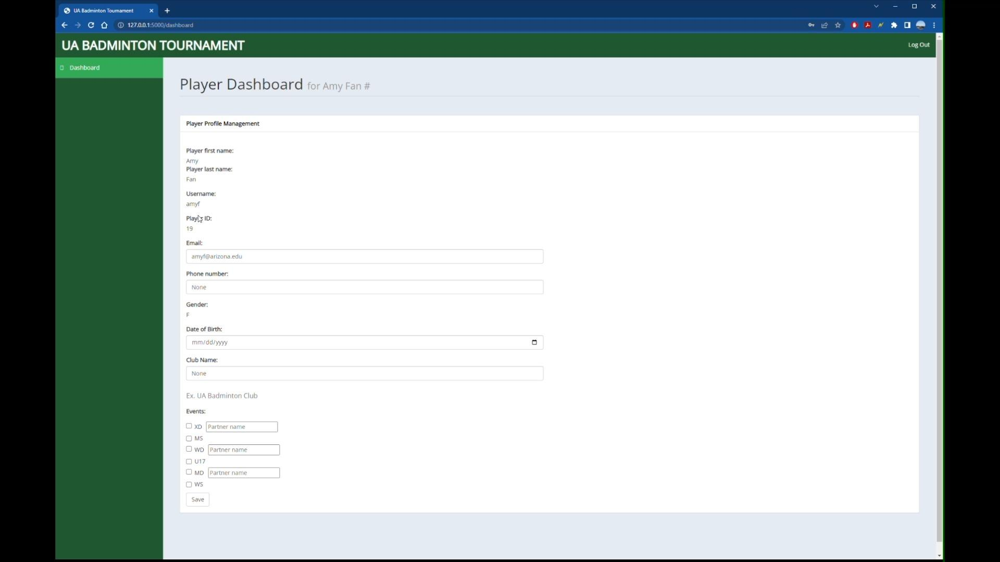 UA Badminton Tournament
127.0.0.1:5000/dashboard
UA BADMINTON TOURNAMENT
Log Out
Dashboard
Player Dashboard for Amy Fan #
Player Profile Management
Player first name:
Amy
Player last name:
Fan
Username:
amyf
Player ID:
19
Email:
amyf@arizona.edu
Phone number:
None
Gender:
F
Date of Birth:
mm/dd/yyyy
Club Name:
None
Ex. UA Badminton Club
Events:
XD Partner name
MS
WD Partner name
U17
MD Partner name
WS
Save